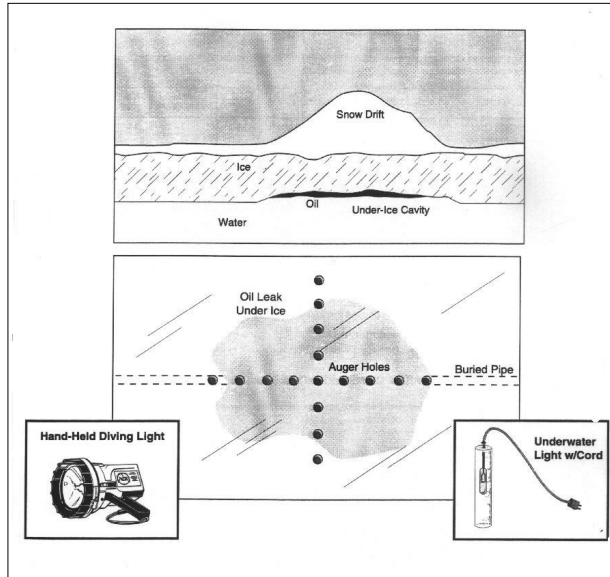 Snow Drift
Ice
Oil
Under-Ice Cavity
Water
Oil Leak
Under Ice
Auger Holes
Buried Pipe
Hand-Held Diving Light
Underwater
Light w/Cord